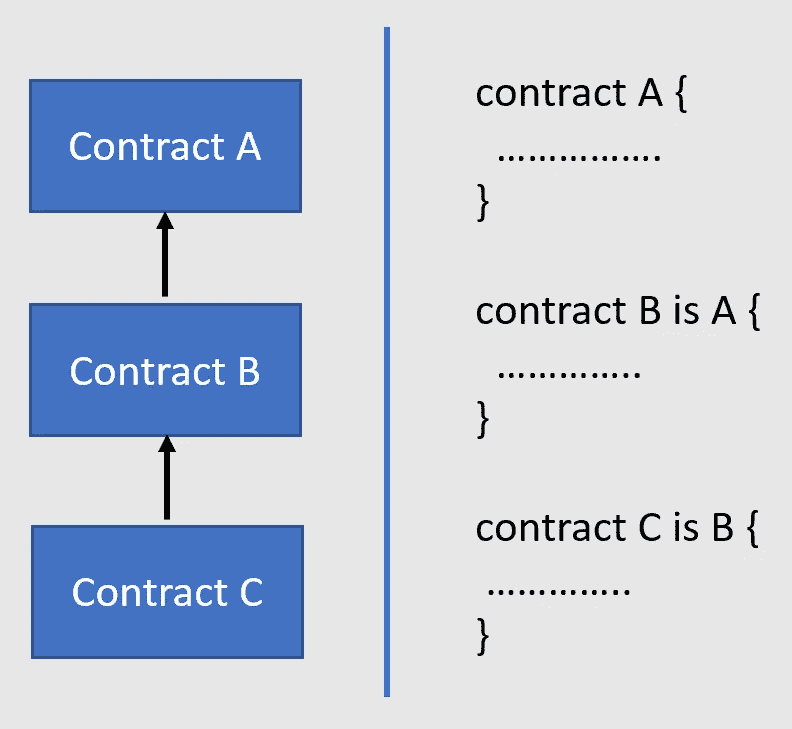 Contract A
Contract B
Contract C
contract A {
…………….
}
contract B is A {
…………..
}
contract C is B {
…………..
}